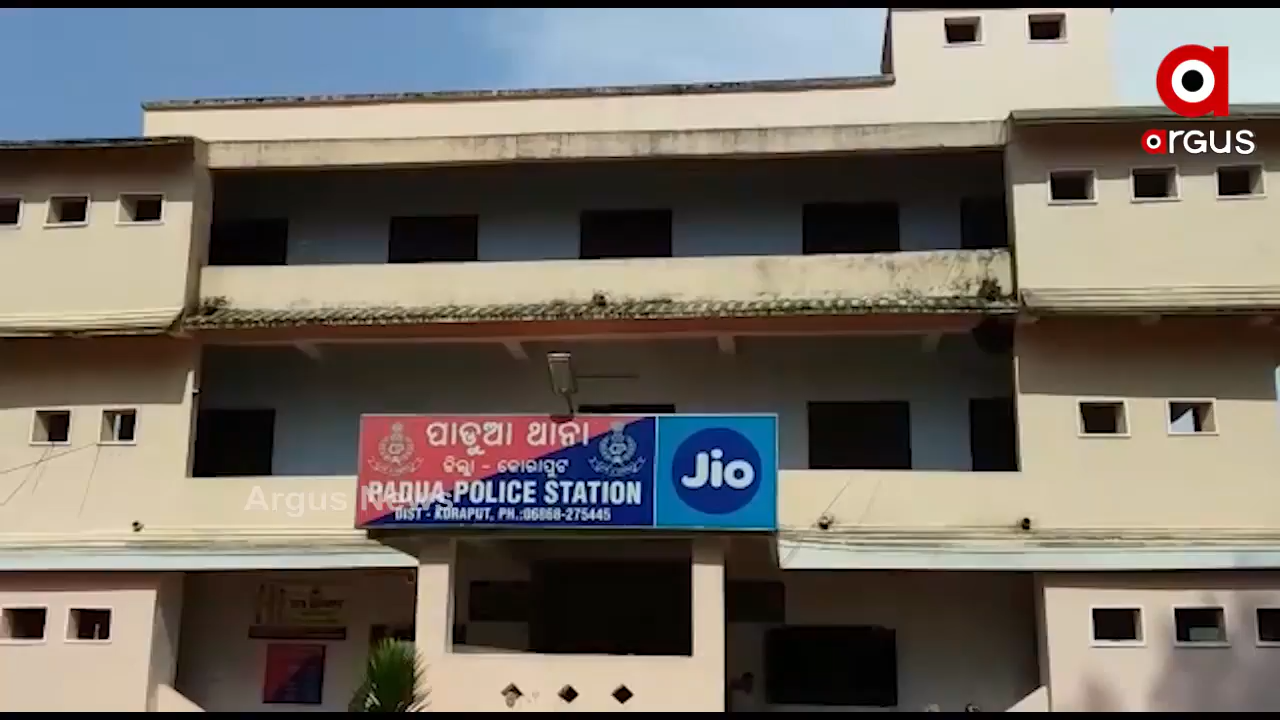 argus
ପାଡୁଆ ଥାନା
ଜିଲ୍ଲା - କୋରାପୁଟ
PADUA POLICE STATION
DIST - KORAPUT, PH.:06868-275445
Jio
Argus News